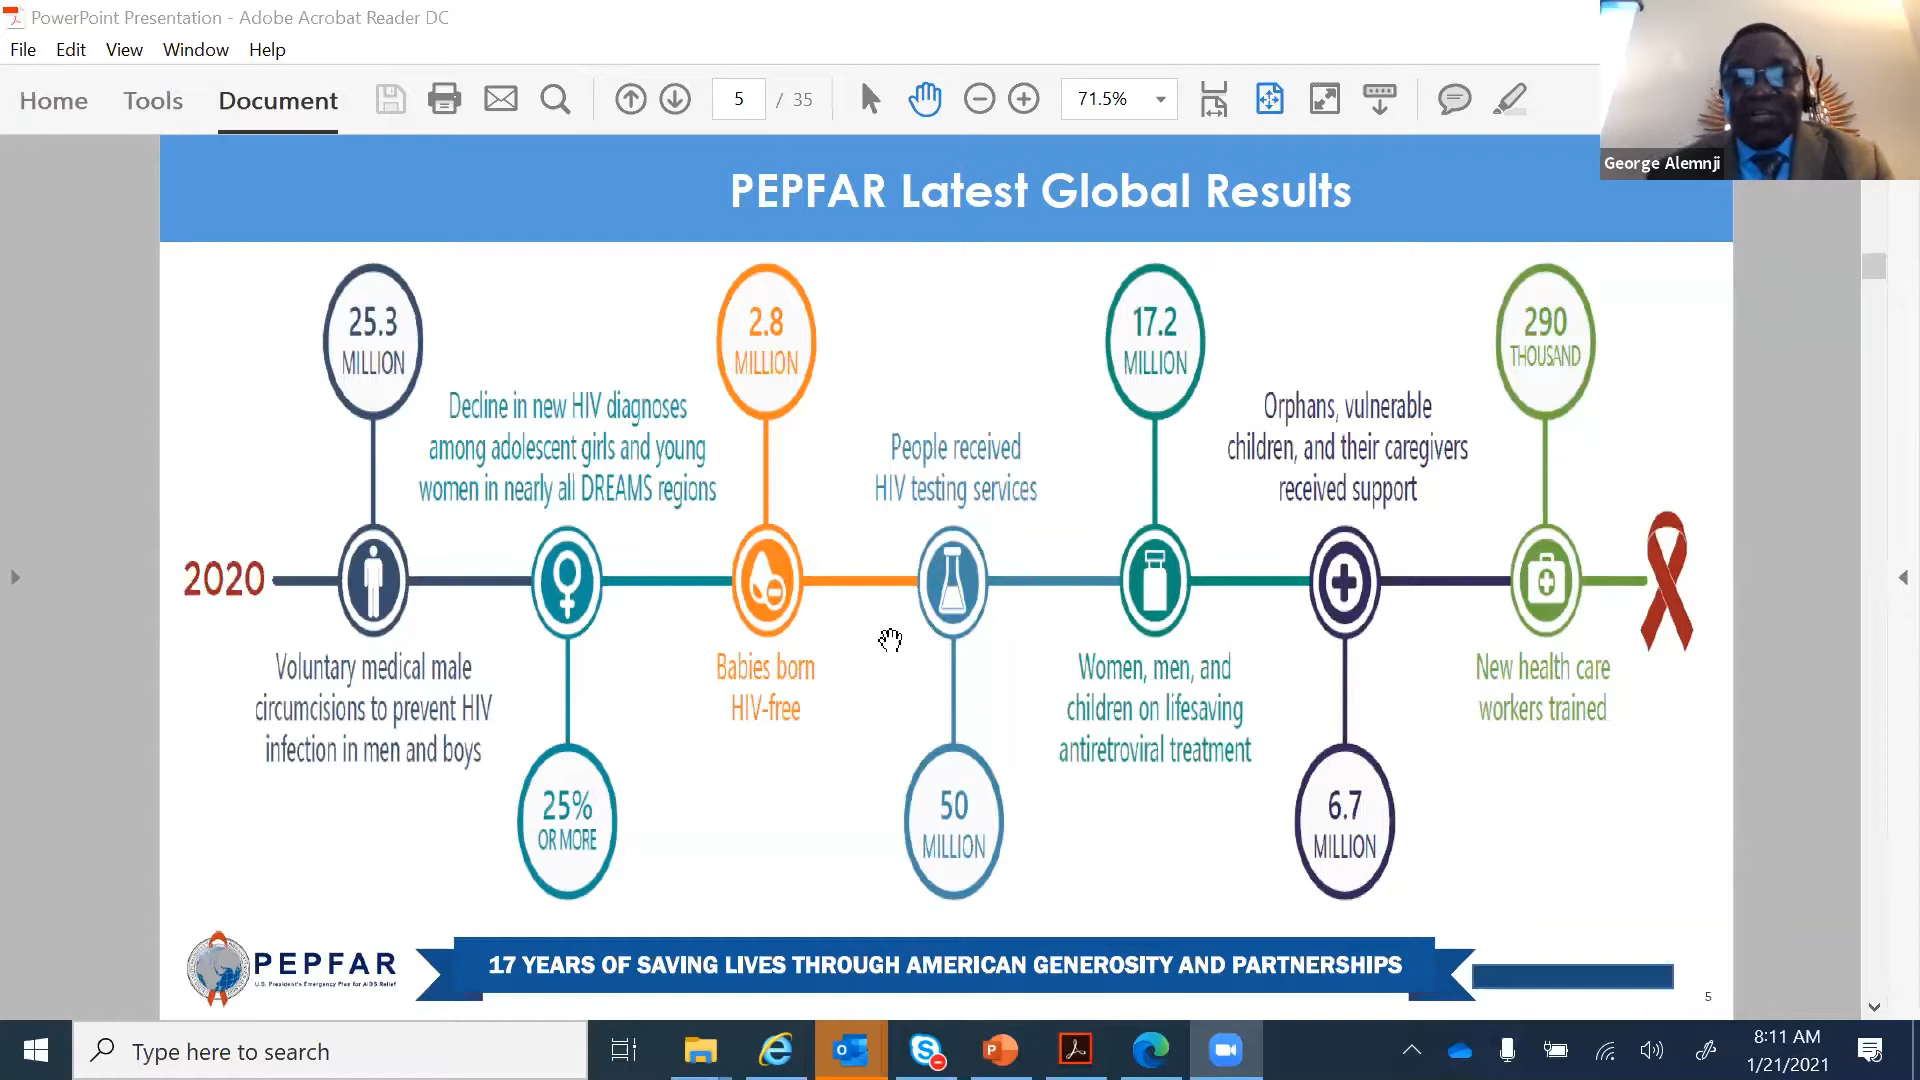 PowerPoint Presentation - Adobe Acrobat Reader DC
File Edit View Window Help
Home Tools Document 5 / 35 71.5%
George Alemnji
PEPFAR Latest Global Results
25.3
MILLION
2.8
MILLION
17.2
MILLION
290
THOUSAND
Decline in new HIV diagnoses
among adolescent girls and young
women in nearly all DREAMS regions
People received
HIV testing services
Orphans, vulnerable
children, and their caregivers
received support
2020
Voluntary medical male
circumcisions to prevent HIV
infection in men and boys
Babies born
HIV-free
Women, men, and
children on lifesaving
antiretroviral treatment
New health care
workers trained
25%
OR MORE
50
MILLION
6.7
MILLION
PEPFAR
U.S. President's Emergency Plan for AIDS Relief
17 YEARS OF SAVING LIVES THROUGH AMERICAN GENEROSITY AND PARTNERSHIPS
5
Type here to search
8:11 AM
1/21/2021